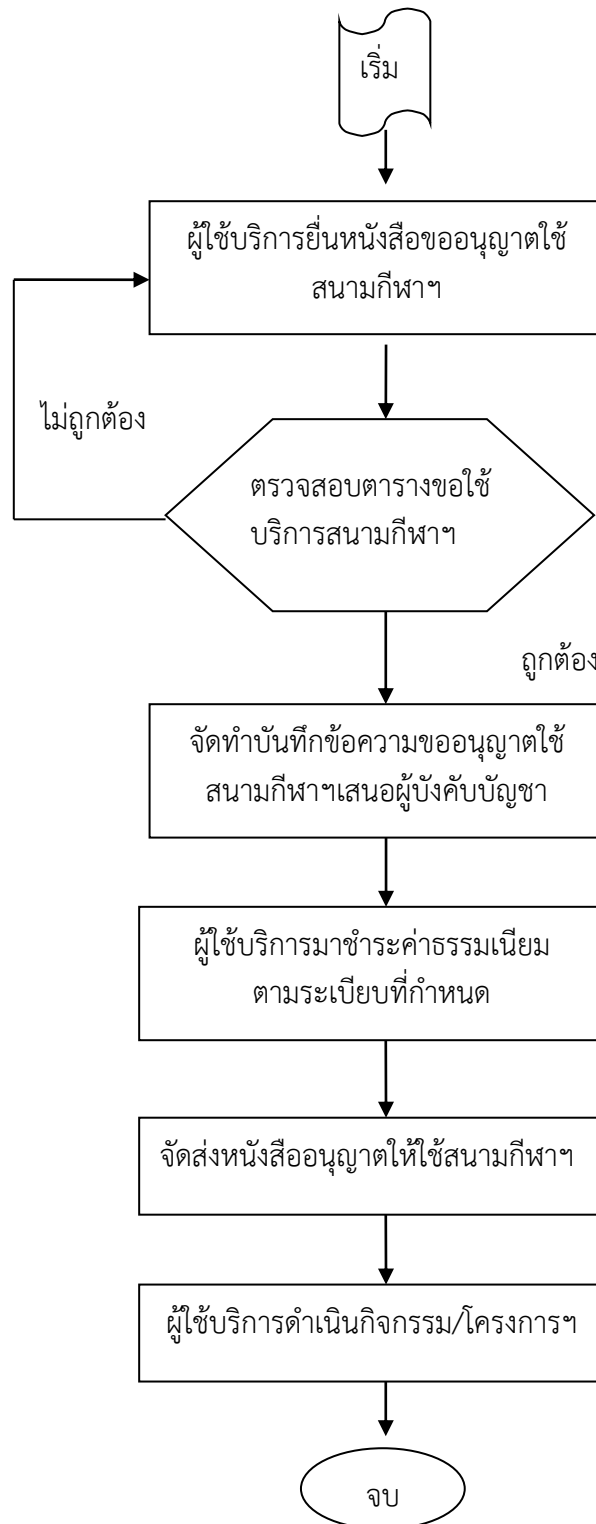 เริ่ม
ผู้ใช้บริการยื่นหนังสือขออนุญาตใช้
สนามกีฬาฯ
ไม่ถูกต้อง
ตรวจสอบตารางขอใช้
บริการสนามกีฬาฯ
ถูกต้อง
จัดทำบันทึกข้อความขออนุญาตใช้
สนามกีฬาฯเสนอผู้บังคับบัญชา
ผู้ใช้บริการมาชำระค่าธรรมเนียม
ตามระเบียบที่กำหนด
จัดส่งหนังสืออนุญาตให้ใช้สนามกีฬาฯ
ผู้ใช้บริการดำเนินกิจกรรม/โครงการฯ
จบ